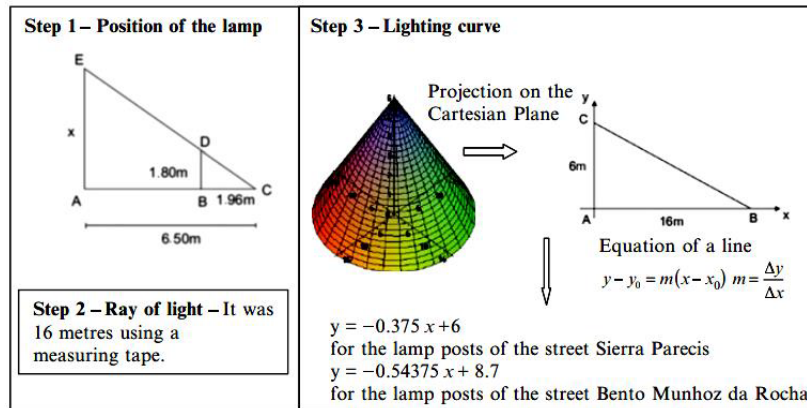 Step 1 – Position of the lamp
E
x
D
1.80m
A
B
1.96m
C
6.50m
Step 2 – Ray of light – It was
16 metres using a
measuring tape.
Step 3 – Lighting curve
Projection on the
Cartesian Plane
y
C
6m
A
16m
B
x
Equation of a line
y − y₀ = m(x − x₀) m = Δy/Δx
y = −0.375 x + 6
for the lamp posts of the street Sierra Parecis
y = −0.54375 x + 8.7
for the lamp posts of the street Bento Munhoz da Rocha